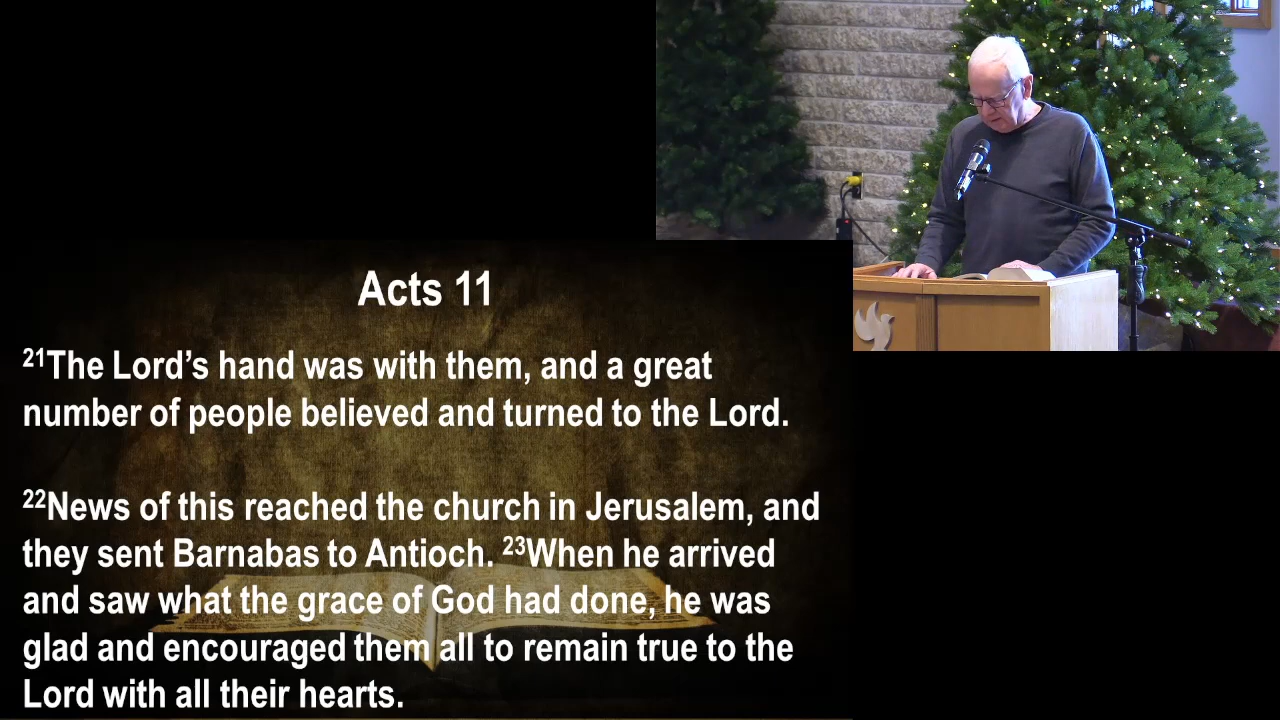 Acts 11
²¹The Lord’s hand was with them, and a great
number of people believed and turned to the Lord.
²²News of this reached the church in Jerusalem, and
they sent Barnabas to Antioch. ²³When he arrived
and saw what the grace of God had done, he was
glad and encouraged them all to remain true to the
Lord with all their hearts.